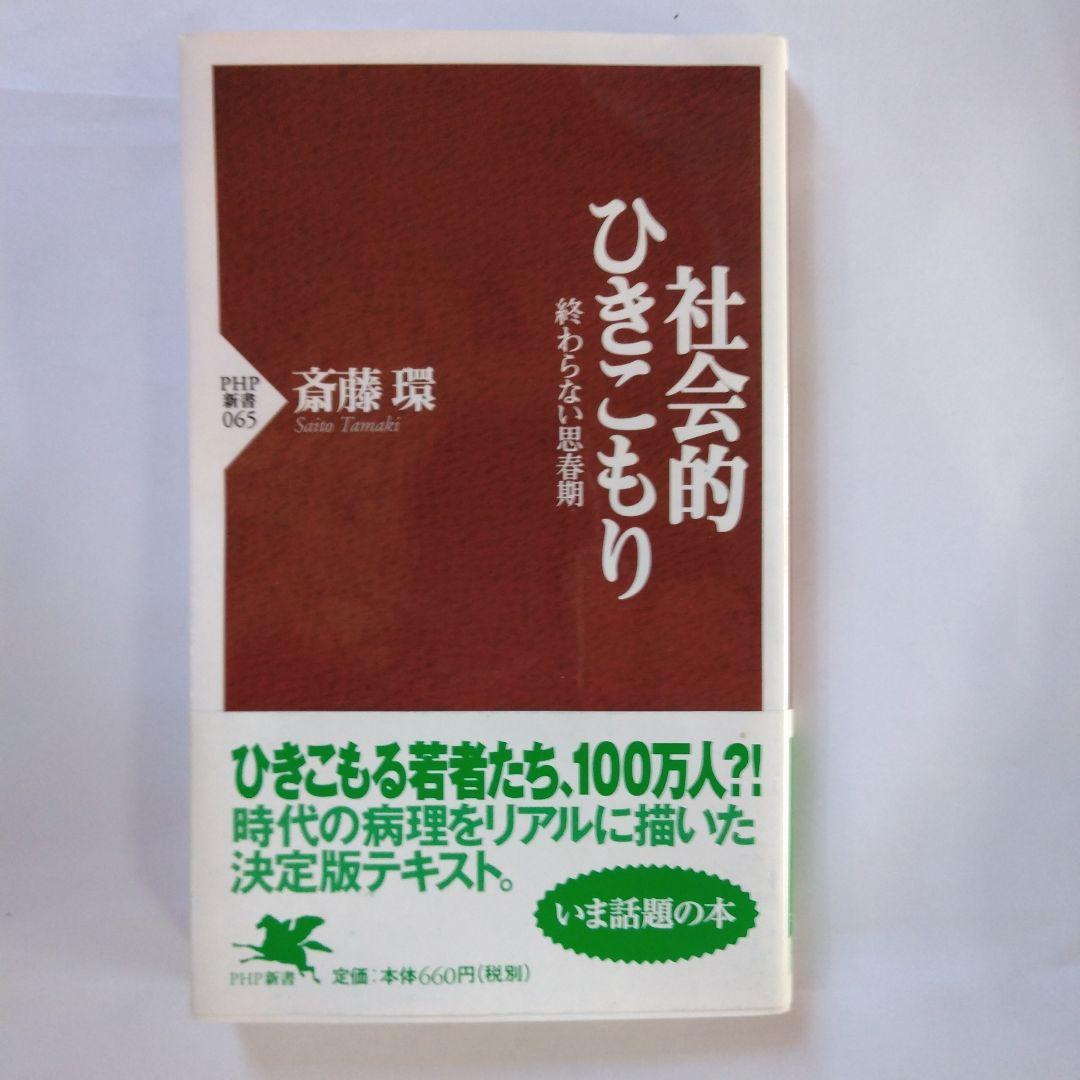 社会的
ひきこもり
終わらない思春期
斎藤 環
Saito Tamaki
PHP
新書
065
ひきこもる若者たち、100万人?!
時代の病理をリアルに描いた
決定版テキスト。
いま話題の本
PHP新書
定価:本体660円(税別)